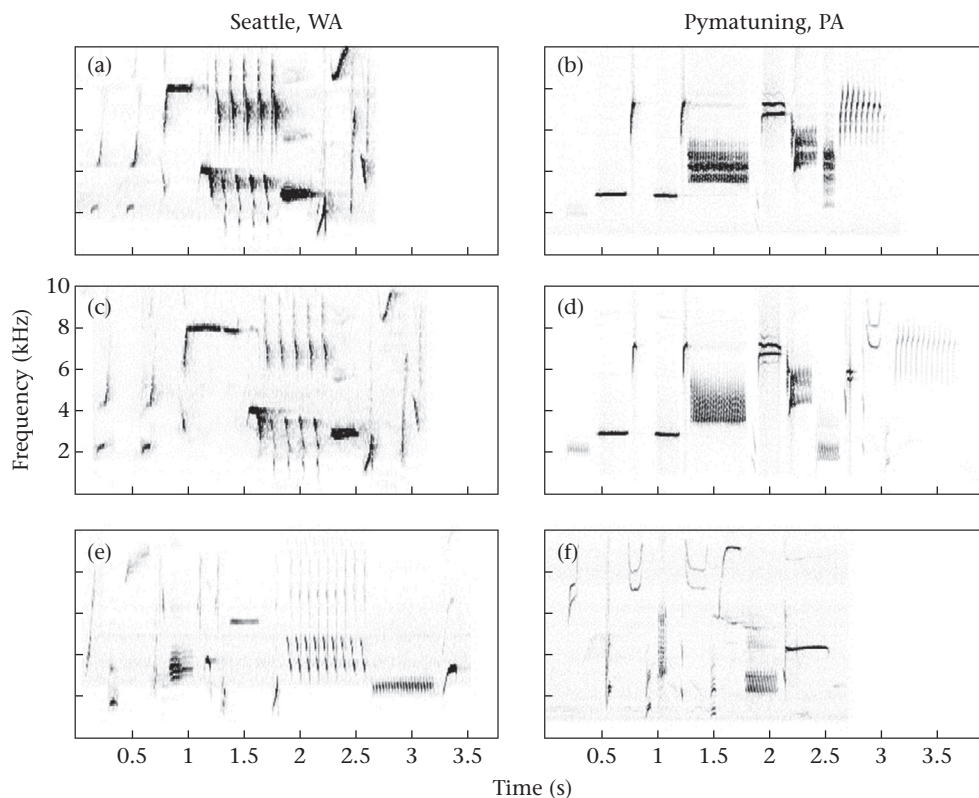 Seattle, WA
Pymatuning, PA
(a)
(b)
(c)
(d)
10
8
6
4
2
Frequency (kHz)
(e)
(f)
0.5 1 1.5 2 2.5 3 3.5
0.5 1 1.5 2 2.5 3 3.5
Time (s)